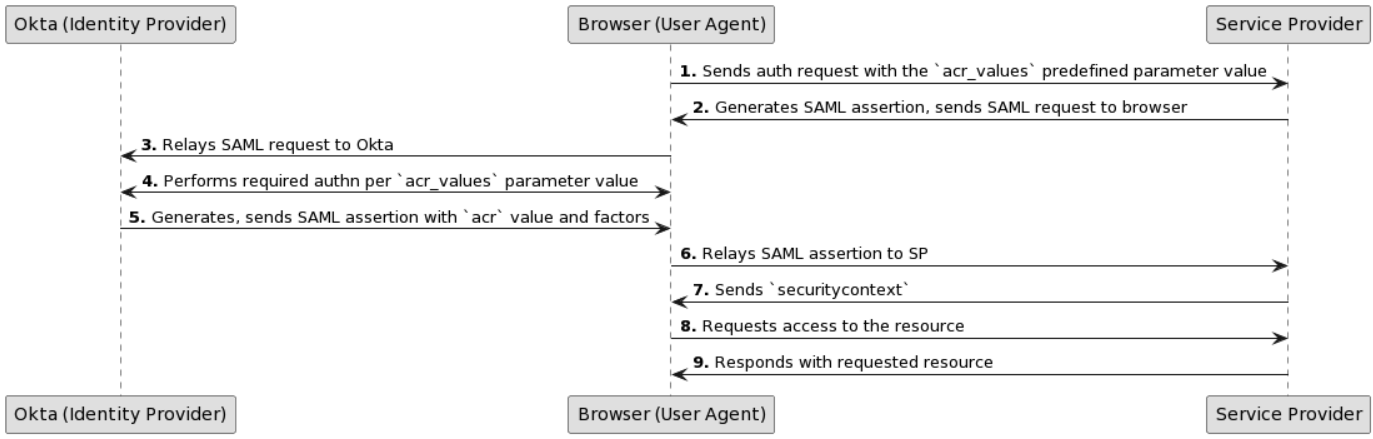 Okta (Identity Provider) Browser (User Agent) Service Provider
1. Sends auth request with the `acr_values` predefined parameter value
2. Generates SAML assertion, sends SAML request to browser
3. Relays SAML request to Okta
4. Performs required authn per `acr_values` parameter value
5. Generates, sends SAML assertion with `acr` value and factors
6. Relays SAML assertion to SP
7. Sends `securitycontext`
8. Requests access to the resource
9. Responds with requested resource
Okta (Identity Provider) Browser (User Agent) Service Provider